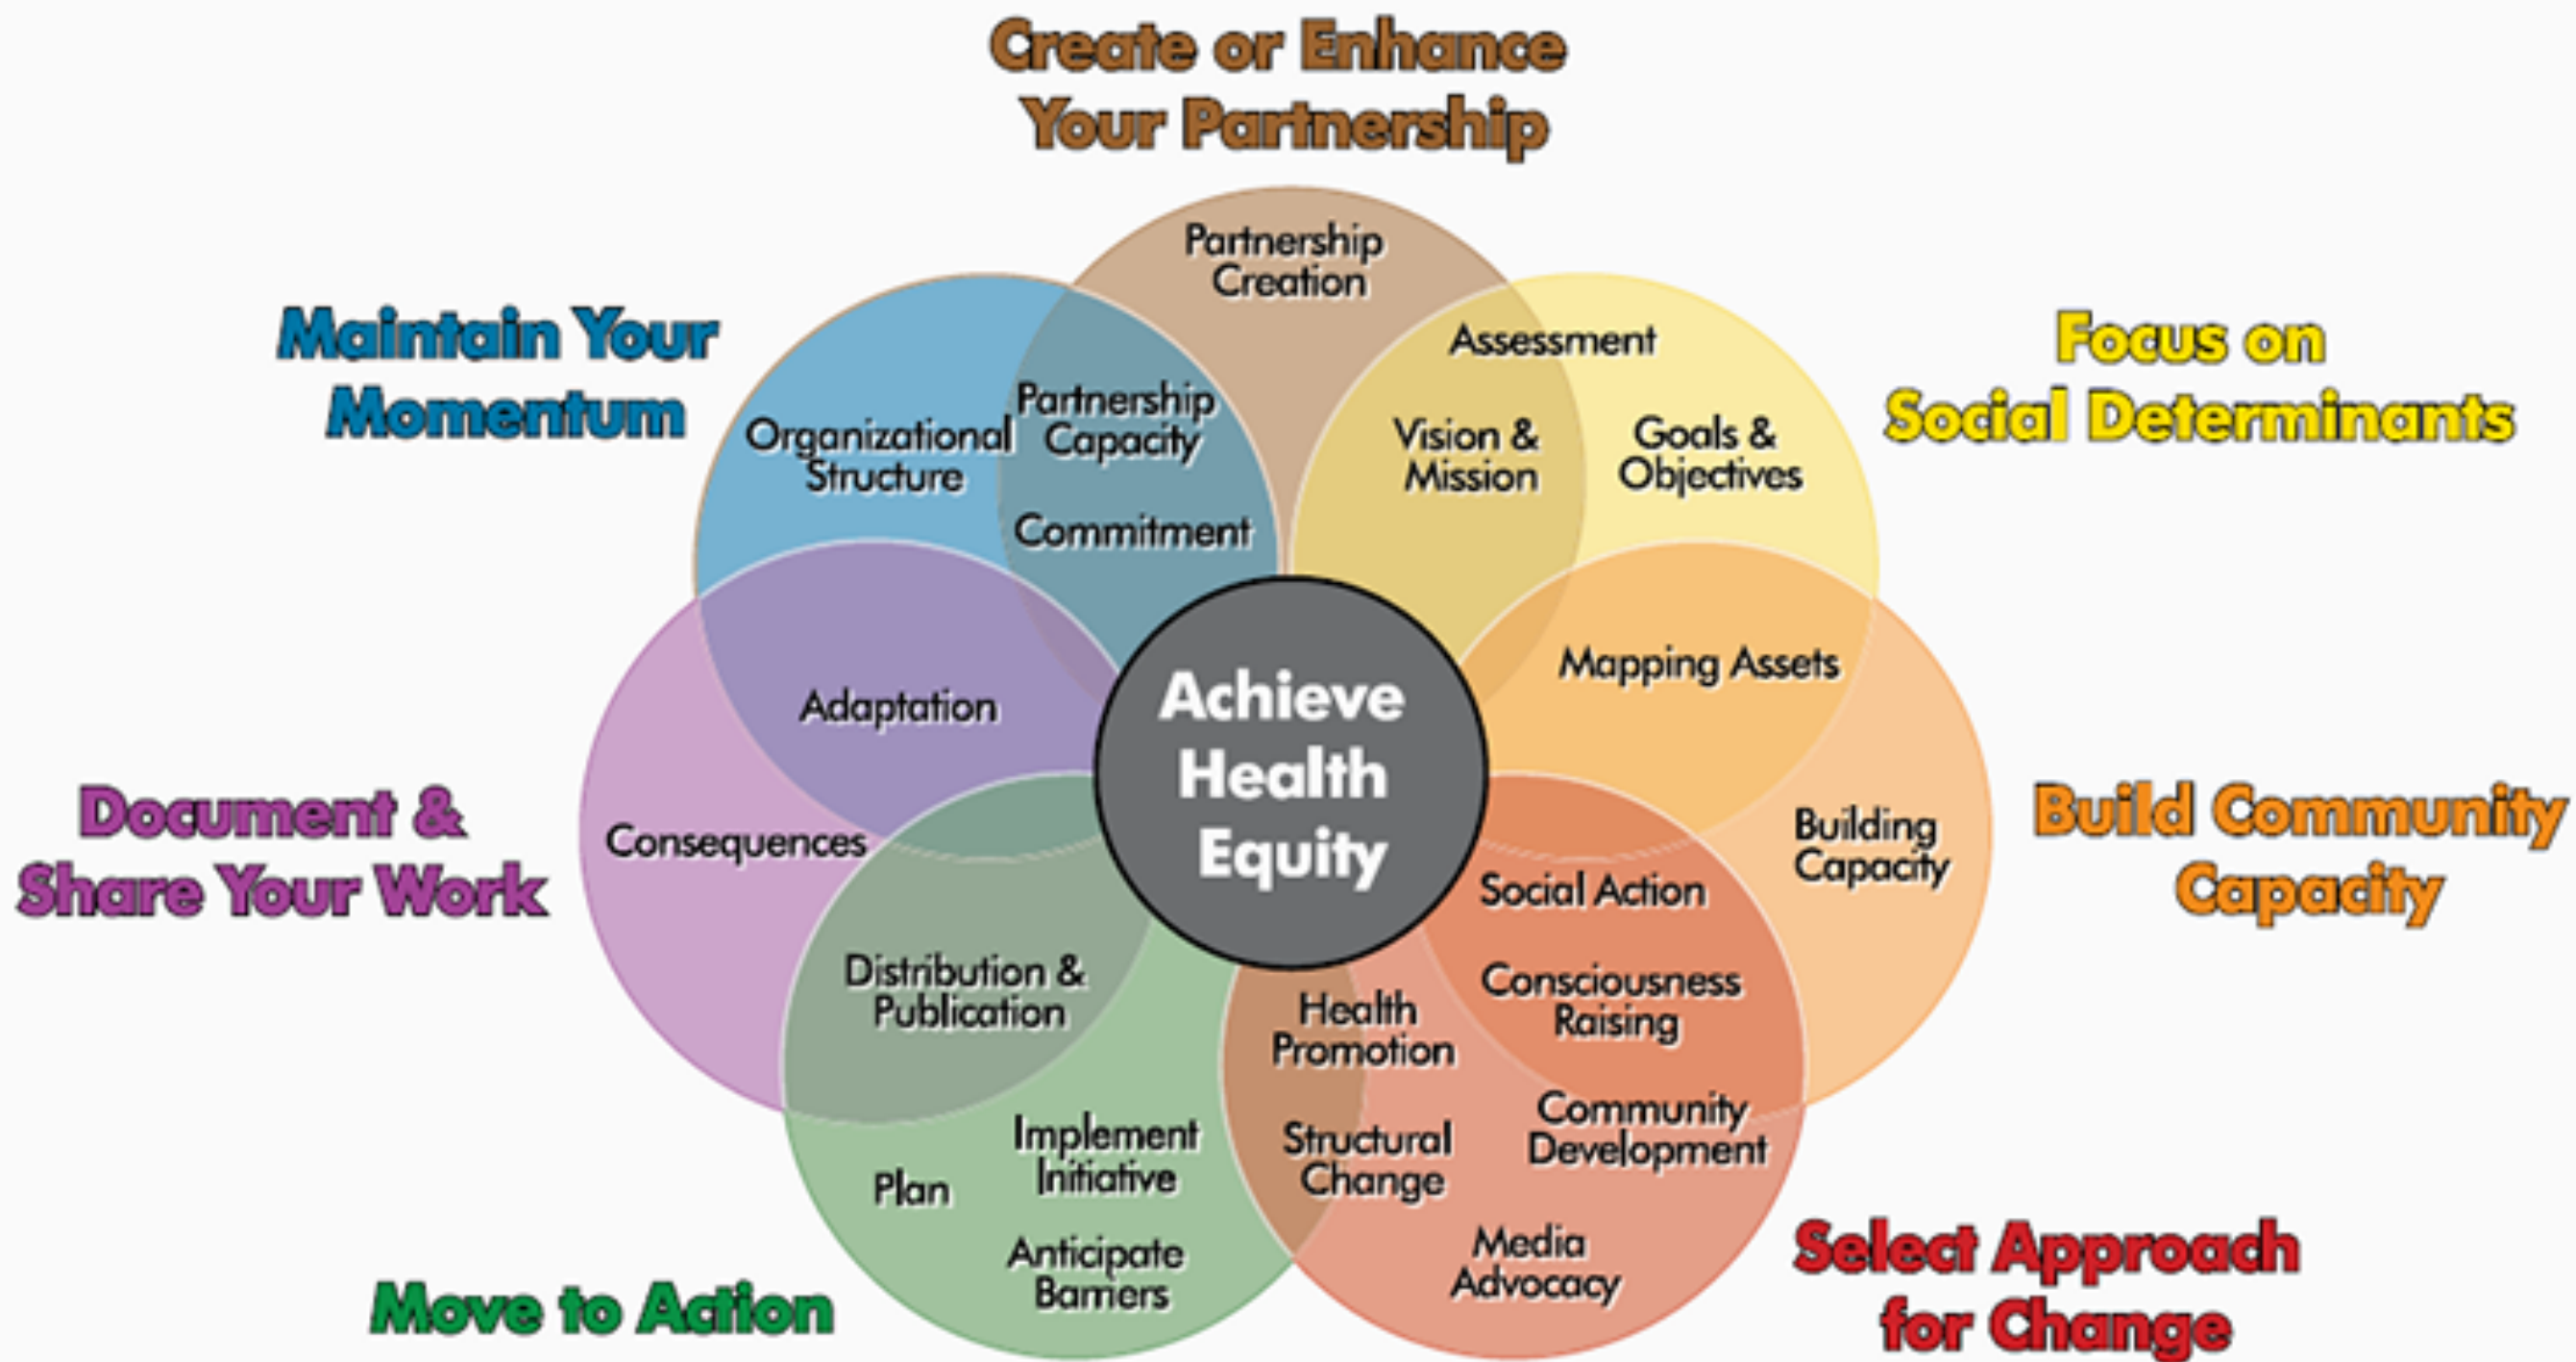 Create or Enhance
Your Partnership
Partnership
Creation
Maintain Your
Momentum
Focus on
Social Determinants
Assessment
Partnership
Capacity
Organizational
Structure
Vision &
Mission
Goals &
Objectives
Commitment
Mapping Assets
Adaptation
Achieve
Health
Equity
Document &
Share Your Work
Consequences
Building
Capacity
Build Community
Capacity
Social Action
Distribution &
Publication
Consciousness
Raising
Health
Promotion
Community
Development
Implement
Initiative
Structural
Change
Plan
Anticipate
Barriers
Media
Advocacy
Move to Action
Select Approach
for Change